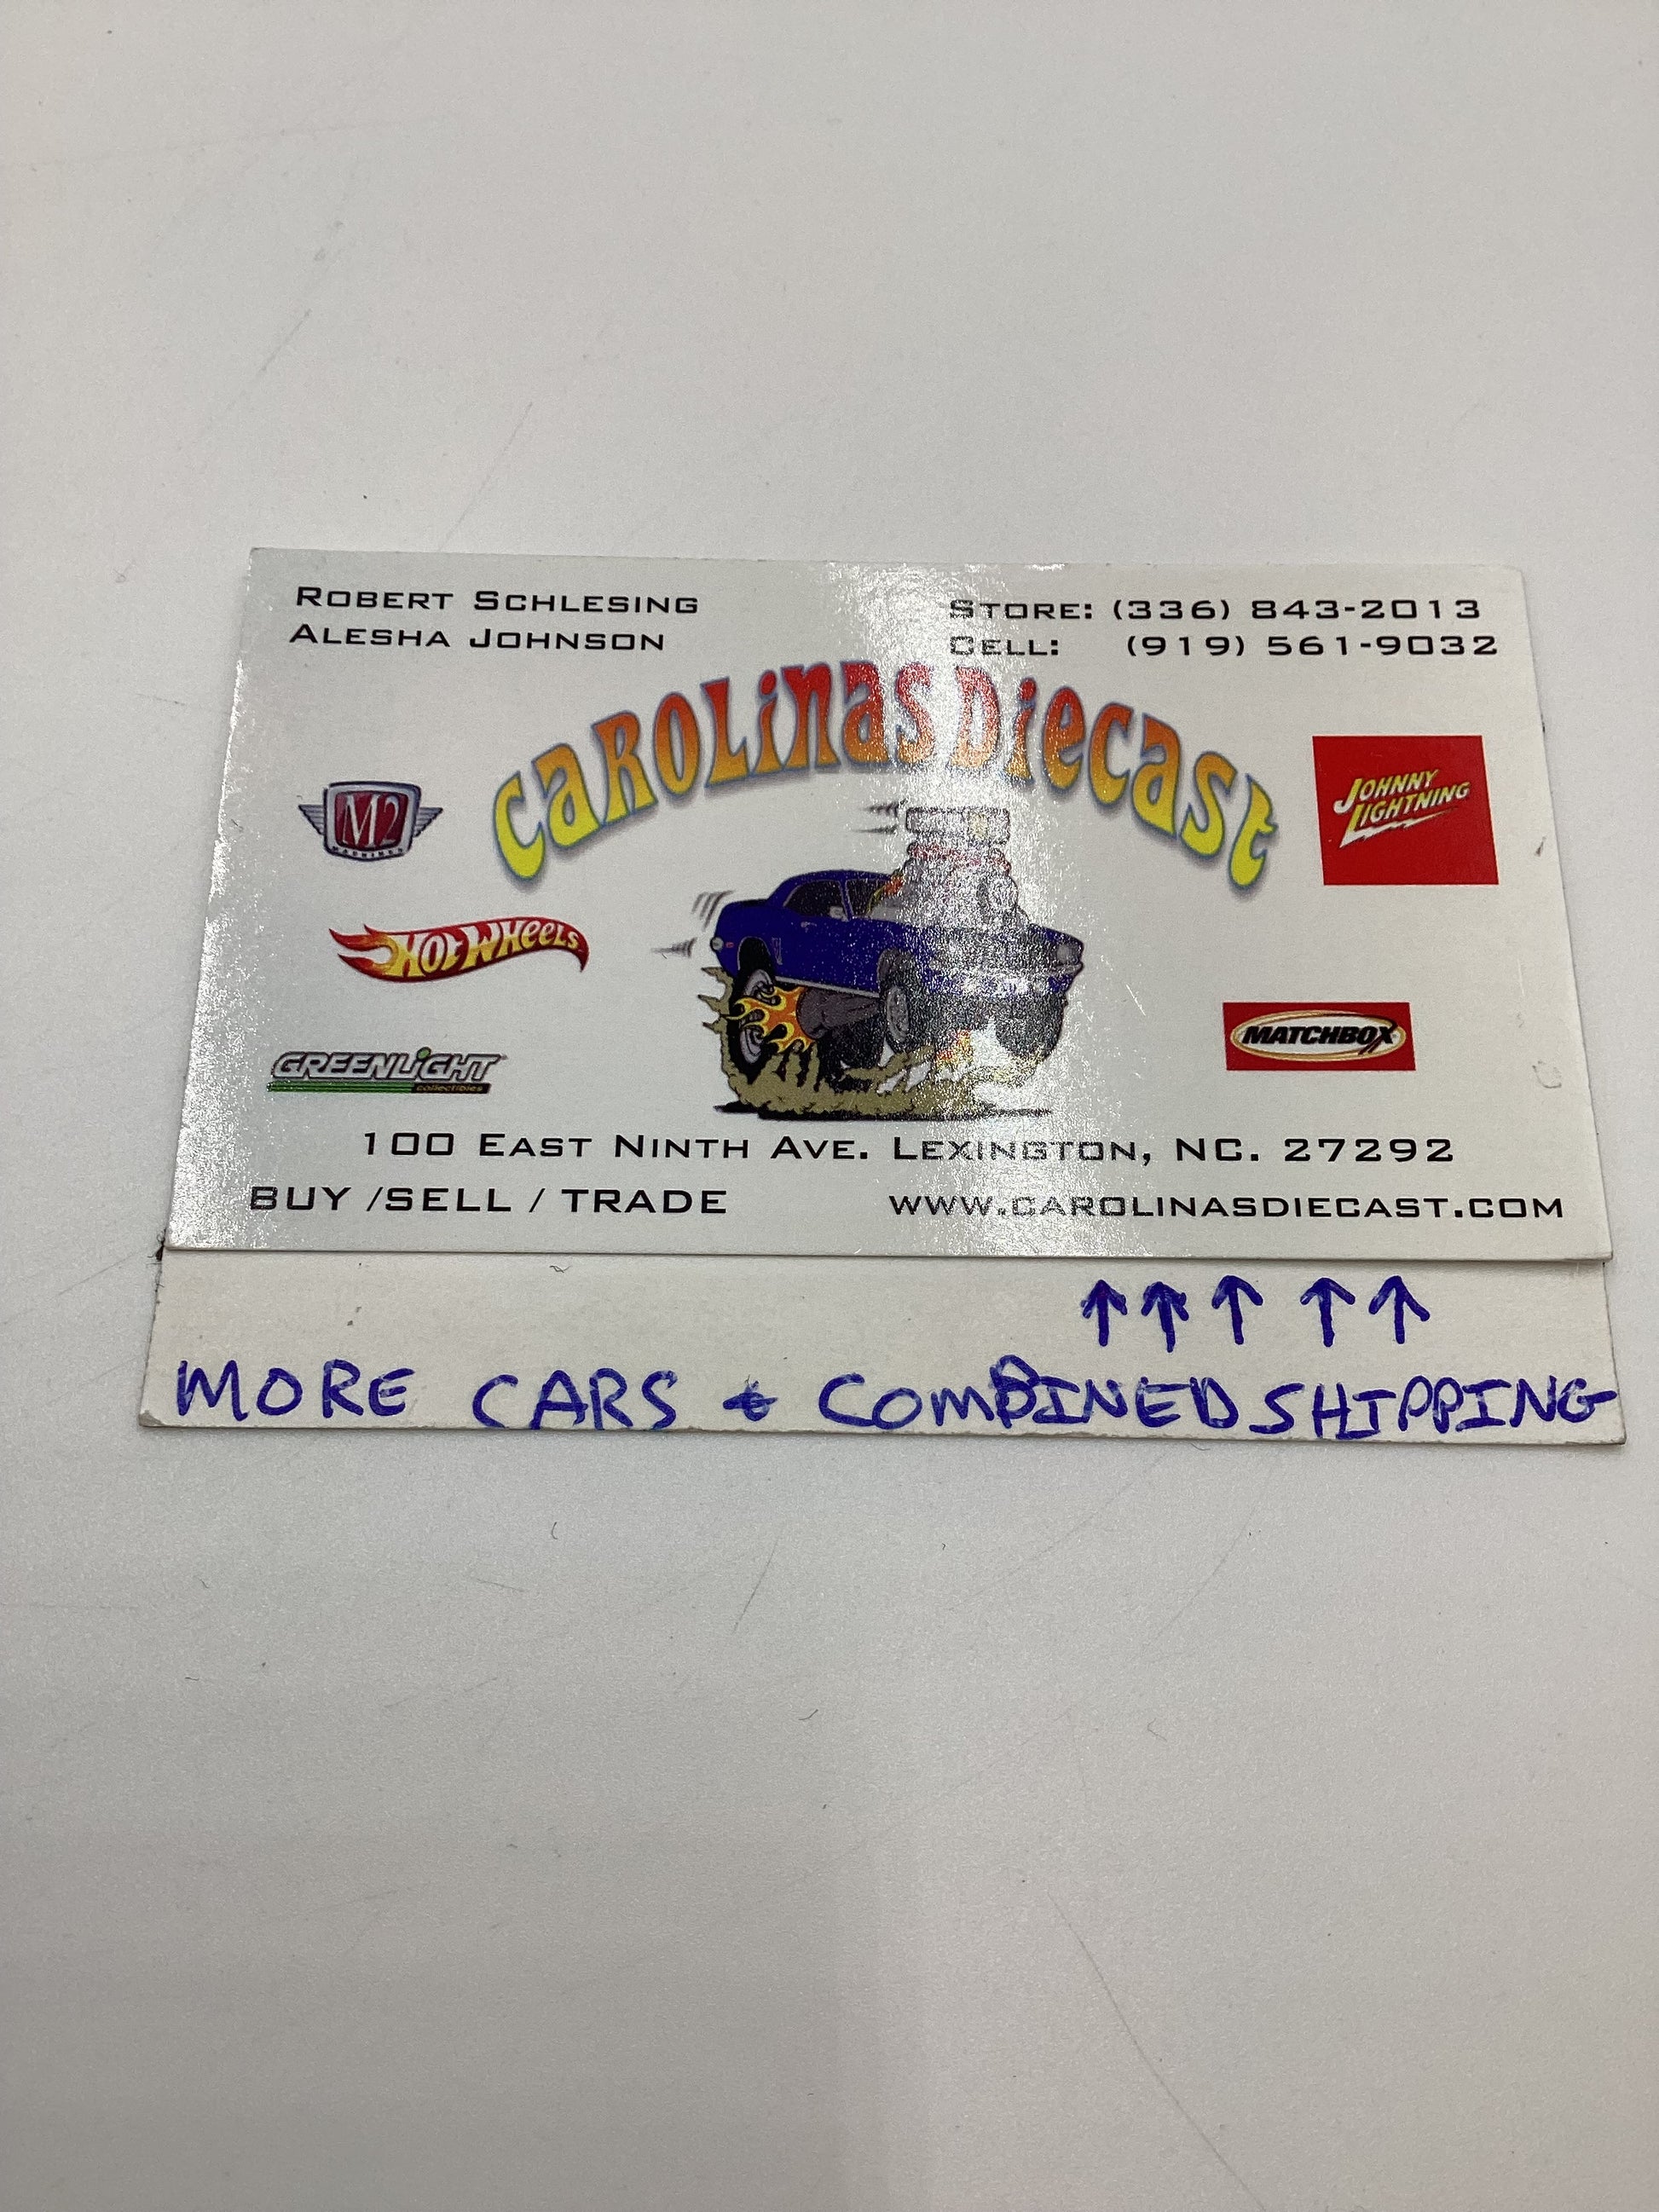 ROBERT SCHLESING
ALESHA JOHNSON
STORE: (336) 843-2013
CELL: (919) 561-9032
CAROLINAS DIECAST
M2
MACHINES
JOHNNY
LIGHTNING
HOT WHEELS
GREENLIGHT
collectibles
MATCHBOX
100 EAST NINTH AVE. LEXINGTON, NC. 27292
BUY /SELL / TRADE
WWW.CAROLINASDIECAST.COM
↑↑↑ ↑↑
MORE CARS & COMBINED SHIPPING